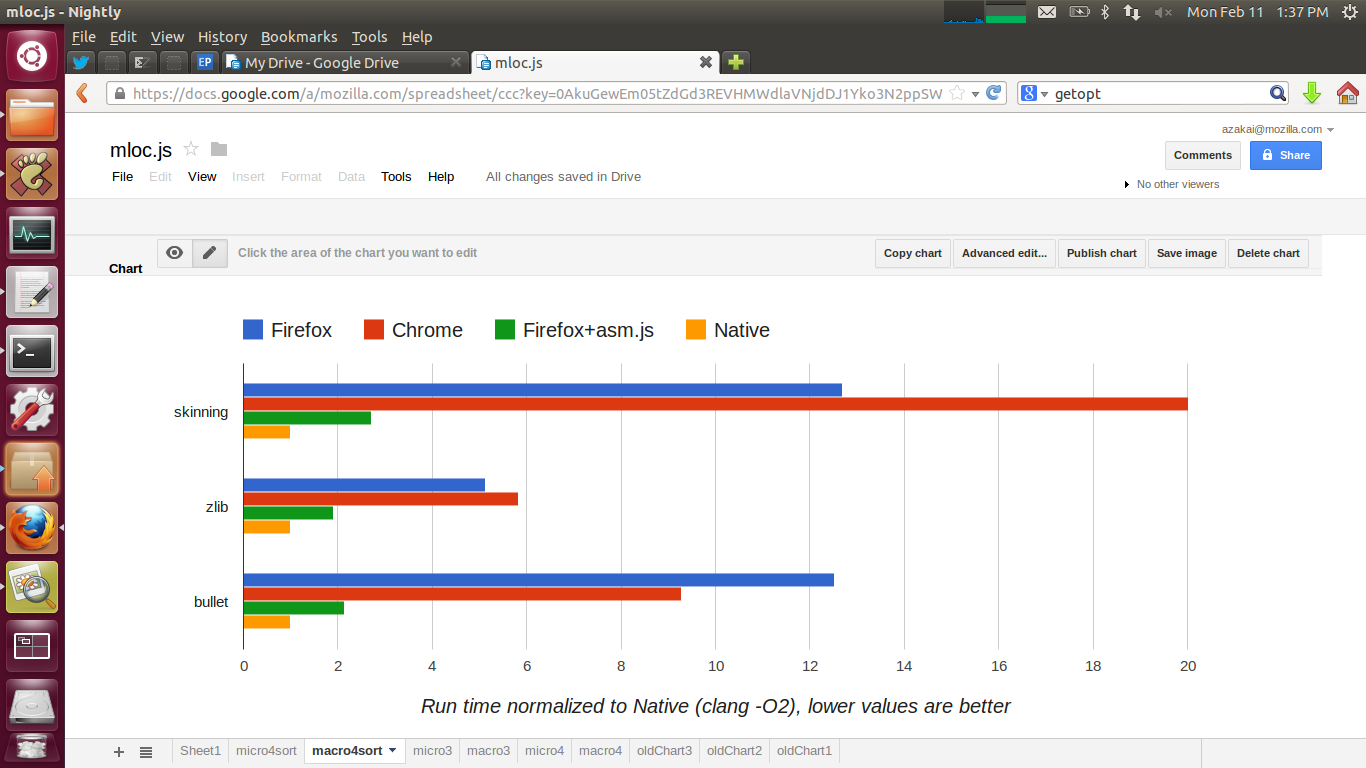 mloc.js - Nightly
Mon Feb 11 1:37 PM
File Edit View History Bookmarks Tools Help
EP My Drive - Google Drive mloc.js
https://docs.google.com/a/mozilla.com/spreadsheet/ccc?key=0AkuGewEm05tZdGd3REVHMWdlaVNjdDJ1Yko3N2ppSW getopt
azakai@mozilla.com
mloc.js
Comments Share
File Edit View Insert Format Data Tools Help All changes saved in Drive
No other viewers
Chart Click the area of the chart you want to edit Copy chart Advanced edit... Publish chart Save image Delete chart
Firefox Chrome Firefox+asm.js Native
skinning
zlib
bullet
0 2 4 6 8 10 12 14 16 18 20
Run time normalized to Native (clang -O2), lower values are better
Sheet1 micro4sort macro4sort micro3 macro3 micro4 macro4 oldChart3 oldChart2 oldChart1